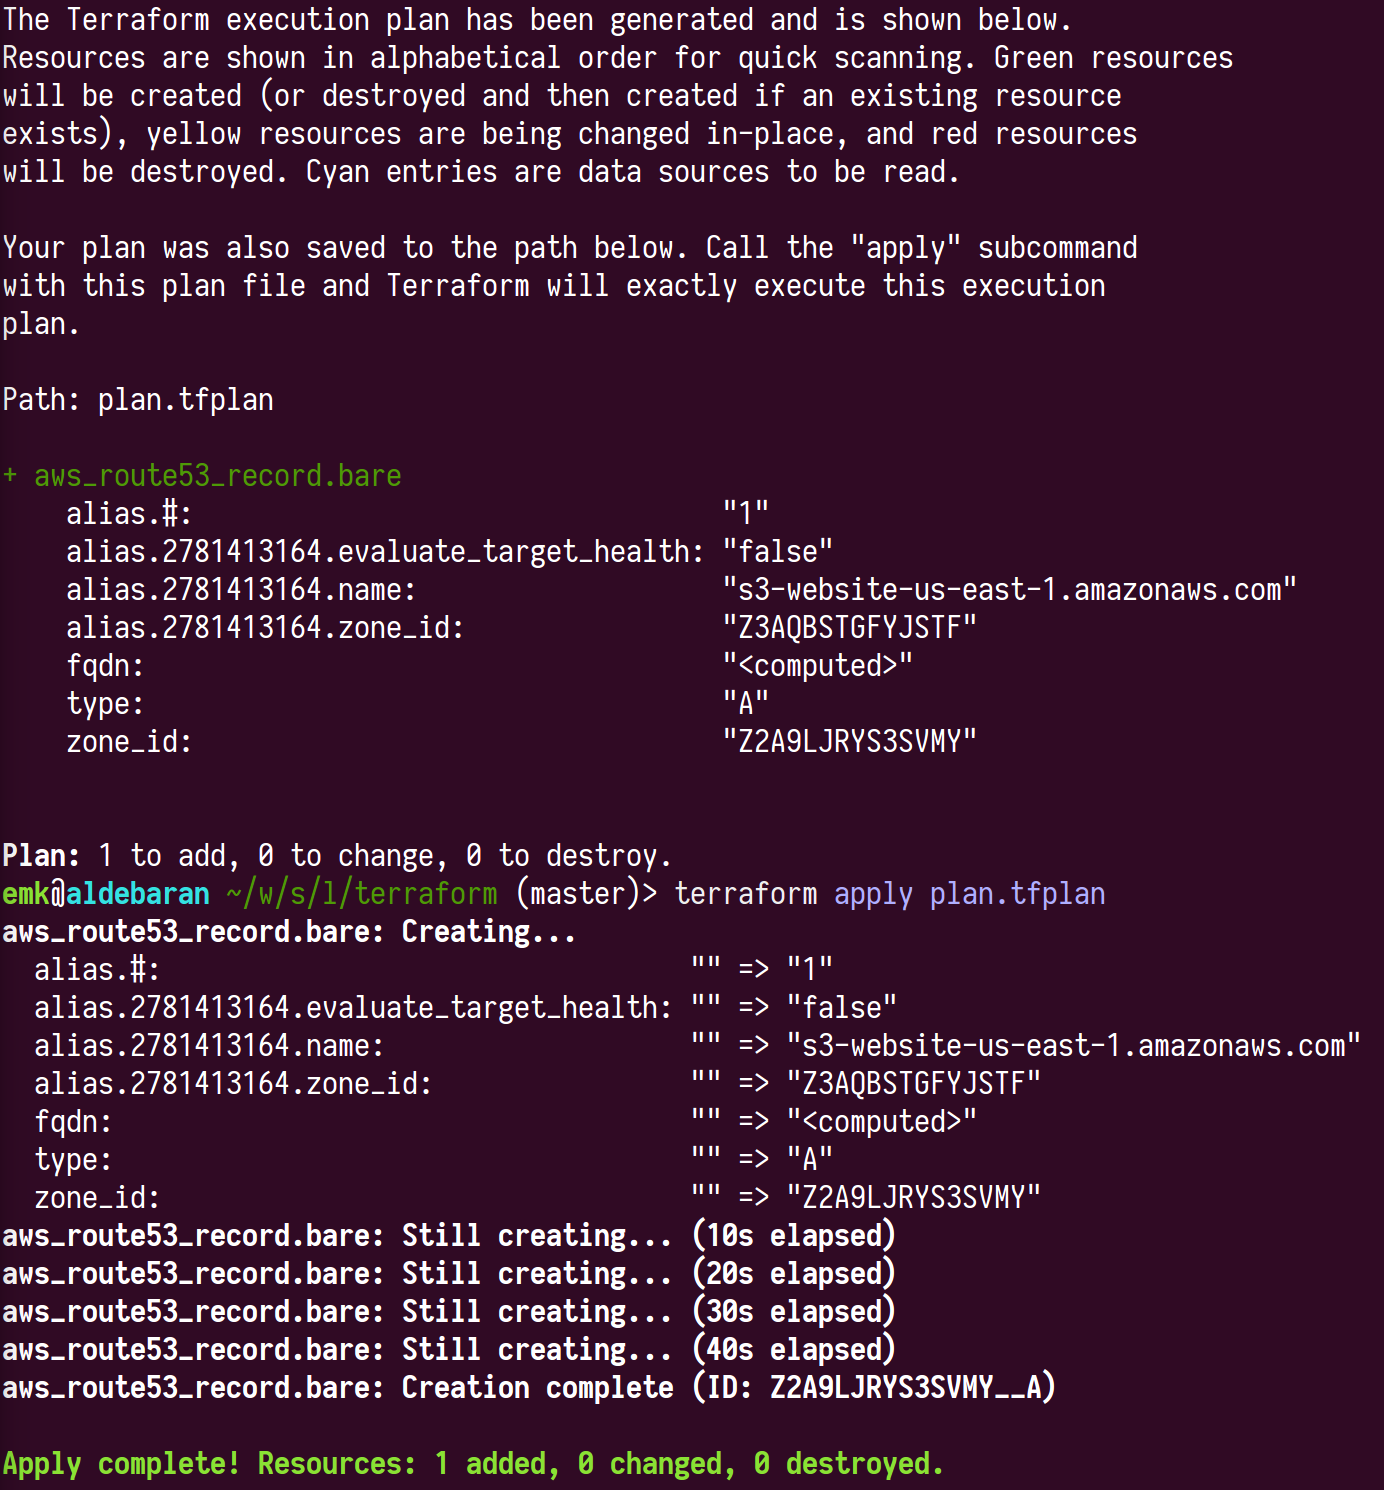 The Terraform execution plan has been generated and is shown below.
Resources are shown in alphabetical order for quick scanning. Green resources
will be created (or destroyed and then created if an existing resource
exists), yellow resources are being changed in-place, and red resources
will be destroyed. Cyan entries are data sources to be read.

Your plan was also saved to the path below. Call the "apply" subcommand
with this plan file and Terraform will exactly execute this execution
plan.

Path: plan.tfplan

+ aws_route53_record.bare
    alias.#:                                 "1"
    alias.2781413164.evaluate_target_health: "false"
    alias.2781413164.name:                   "s3-website-us-east-1.amazonaws.com"
    alias.2781413164.zone_id:                "Z3AQBSTGFYJSTF"
    fqdn:                                    "<computed>"
    type:                                    "A"
    zone_id:                                 "Z2A9LJRYS3SVMY"

Plan: 1 to add, 0 to change, 0 to destroy.
emk@aldebaran ~/w/s/l/terraform (master)> terraform apply plan.tfplan
aws_route53_record.bare: Creating...
  alias.#:                                 "" => "1"
  alias.2781413164.evaluate_target_health: "" => "false"
  alias.2781413164.name:                   "" => "s3-website-us-east-1.amazonaws.com"
  alias.2781413164.zone_id:                "" => "Z3AQBSTGFYJSTF"
  fqdn:                                    "" => "<computed>"
  type:                                    "" => "A"
  zone_id:                                 "" => "Z2A9LJRYS3SVMY"
aws_route53_record.bare: Still creating... (10s elapsed)
aws_route53_record.bare: Still creating... (20s elapsed)
aws_route53_record.bare: Still creating... (30s elapsed)
aws_route53_record.bare: Still creating... (40s elapsed)
aws_route53_record.bare: Creation complete (ID: Z2A9LJRYS3SVMY__A)

Apply complete! Resources: 1 added, 0 changed, 0 destroyed.